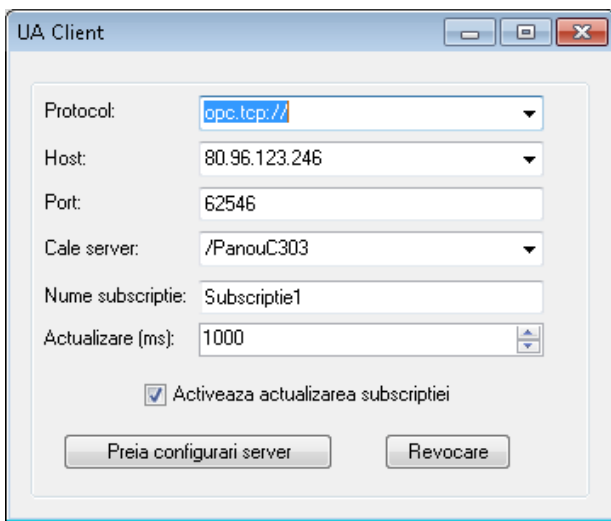 UA Client
Protocol: opc.tcp://
Host: 80.96.123.246
Port: 62546
Cale server: /PanouC303
Nume subscriptie: Subscriptie1
Actualizare (ms): 1000
Activeaza actualizarea subscriptiei
Preia configurari server Revocare